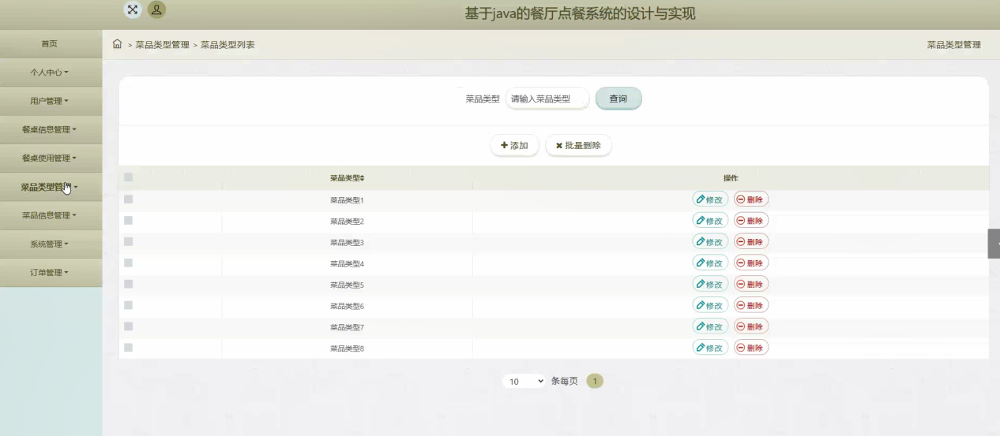 基于java的餐厅点餐系统的设计与实现
首页
个人中心
用户管理
餐桌信息管理
餐桌使用管理
菜品类型管理
菜品信息管理
系统管理
订单管理
> 菜品类型管理 > 菜品类型列表
菜品类型管理
菜品类型 请输入菜品类型 查询
添加 批量删除
菜品类型 操作
菜品类型1 修改 删除
菜品类型2 修改 删除
菜品类型3 修改 删除
菜品类型4 修改 删除
菜品类型5 修改 删除
菜品类型6 修改 删除
菜品类型7 修改 删除
菜品类型8 修改 删除
10 条每页 1